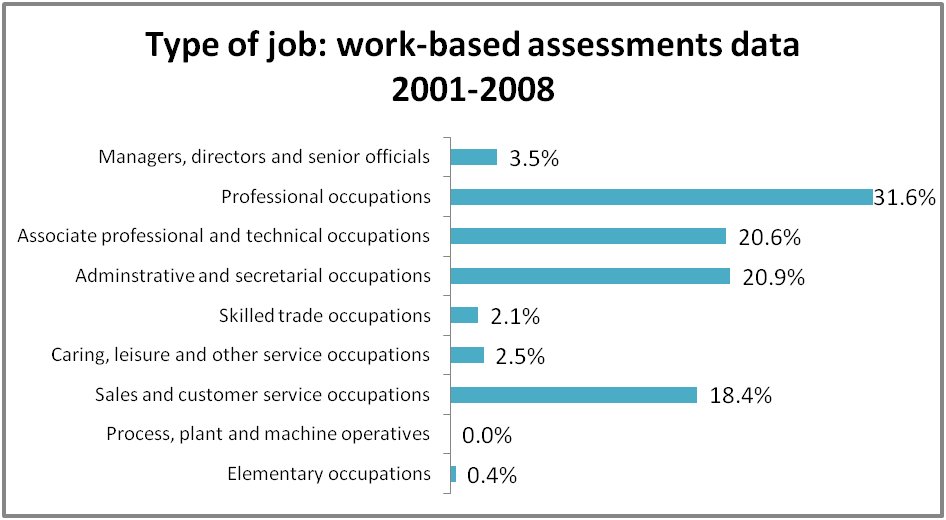 Type of job: work-based assessments data
2001-2008
Managers, directors and senior officials 3.5%
Professional occupations 31.6%
Associate professional and technical occupations 20.6%
Adminstrative and secretarial occupations 20.9%
Skilled trade occupations 2.1%
Caring, leisure and other service occupations 2.5%
Sales and customer service occupations 18.4%
Process, plant and machine operatives 0.0%
Elementary occupations 0.4%